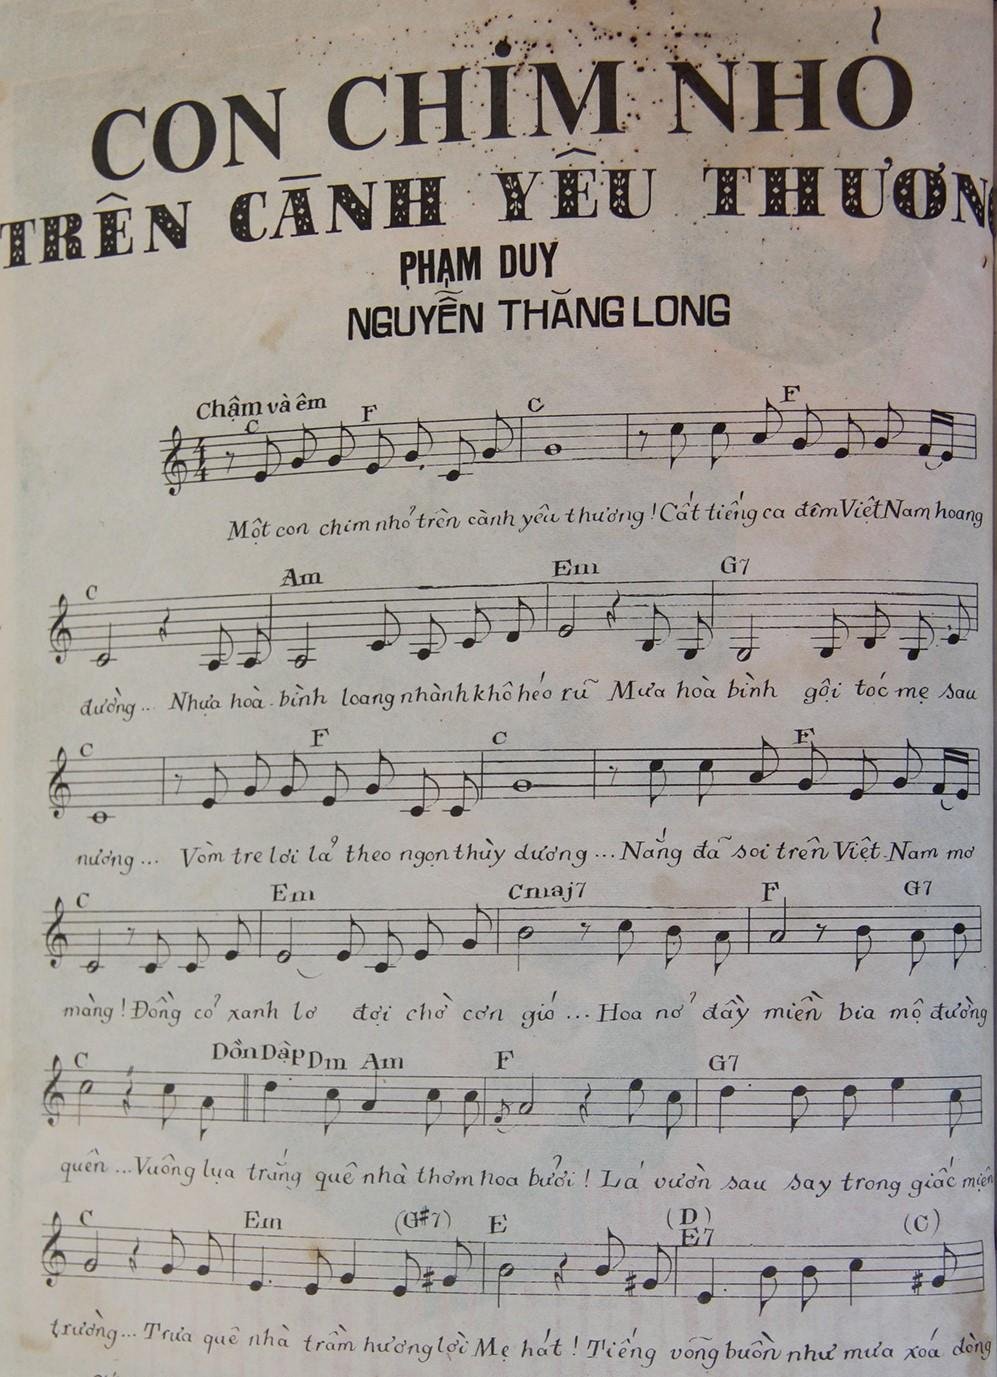 CON CHIM NHỎ
TRÊN CÀNH YÊU THƯƠNG
PHẠM DUY
NGUYỄN THĂNG LONG
Chậm và êm
C F C F
Một con chim nhỏ trên cành yêu thương! Cất tiếng ca đêm Việt Nam hoang
C Am Em G7
đường... Nhựa hoà bình loang nhành khô héo rũ Mưa hòa bình gội tóc mẹ sau
C F C F
nương... Vòm tre lơi lả theo ngọn thùy dương... Nắng đã soi trên Việt Nam mơ
C Em Cmaj7 F G7
màng! Đồng cỏ xanh lơ đợi chờ cơn gió... Hoa nở đầy miền bia mộ đường
C Dồn Dập Dm Am F G7
quên... Vuông lụa trắng quê nhà thơm hoa bưởi! Lá vườn sau say trong giấc miên
C Em (G#7) E (D) E7 (C)
trường... Trưa quê nhà trầm hương lời Mẹ hát! Tiếng võng buồn như mưa xoá dòng